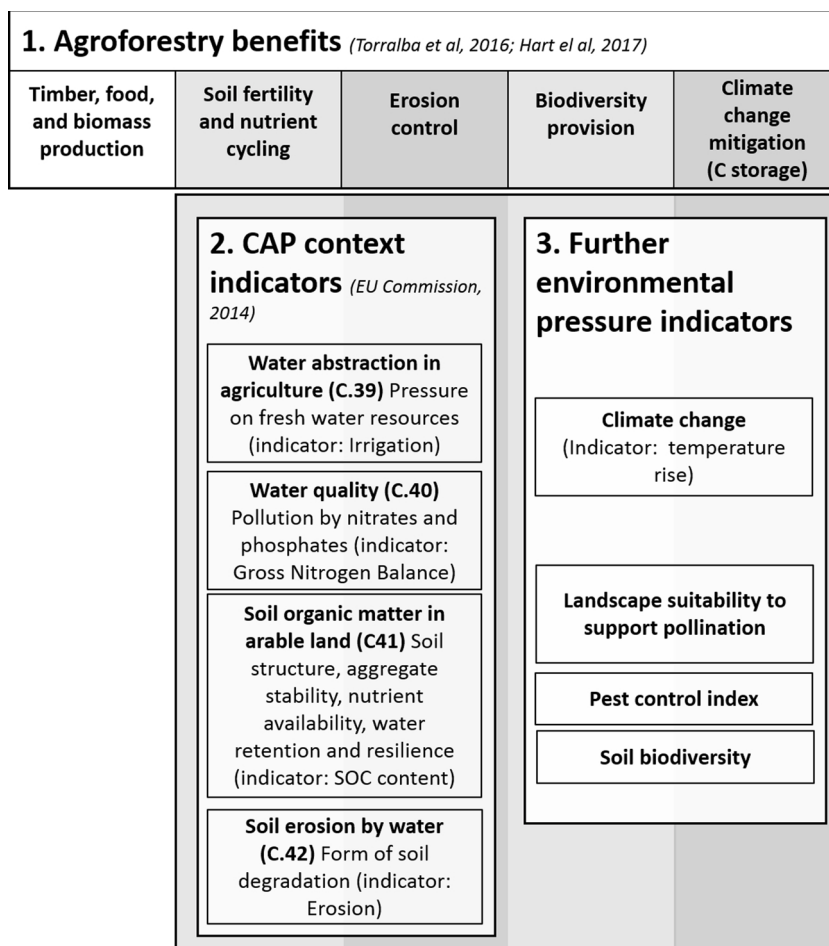 1. Agroforestry benefits (Torralba et al, 2016; Hart el al, 2017)
Timber, food,
and biomass
production
Soil fertility
and nutrient
cycling
Erosion
control
Biodiversity
provision
Climate
change
mitigation
(C storage)
2. CAP context
indicators (EU Commission,
2014)
Water abstraction in
agriculture (C.39) Pressure
on fresh water resources
(indicator: Irrigation)
Water quality (C.40)
Pollution by nitrates and
phosphates (indicator:
Gross Nitrogen Balance)
Soil organic matter in
arable land (C41) Soil
structure, aggregate
stability, nutrient
availability, water
retention and resilience
(indicator: SOC content)
Soil erosion by water
(C.42) Form of soil
degradation (indicator:
Erosion)
3. Further
environmental
pressure indicators
Climate change
(Indicator: temperature
rise)
Landscape suitability to
support pollination
Pest control index
Soil biodiversity